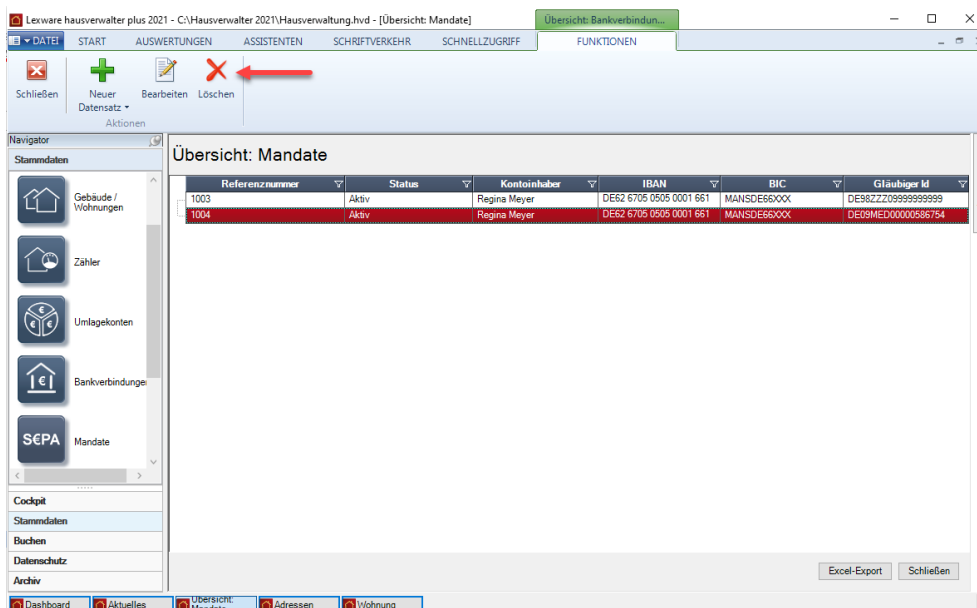 Lexware hausverwalter plus 2021 - C:\Hausverwalter 2021\Hausverwaltung.hvd - [Übersicht: Mandate]
Übersicht: Bankverbindun...
DATEI START AUSWERTUNGEN ASSISTENTEN SCHRIFTVERKEHR SCHNELLZUGRIFF FUNKTIONEN
Schließen
Neuer Datensatz
Bearbeiten
Löschen
Aktionen
Navigator
Stammdaten
Gebäude /
Wohnungen
Zähler
Umlagekonten
Bankverbindunge
S€PA Mandate
Cockpit
Stammdaten
Buchen
Datenschutz
Archiv
Übersicht: Mandate
Referenznummer Status Kontoinhaber IBAN BIC Gläubiger Id
1003 Aktiv Regina Meyer DE62 6705 0505 0001 661 MANSDE66XXX DE98ZZZ09999999999
1004 Aktiv Regina Meyer DE62 6705 0505 0001 661 MANSDE66XXX DE09MED00000586754
Excel-Export Schließen
Dashboard Aktuelles Übersicht: Mandate Adressen Wohnung